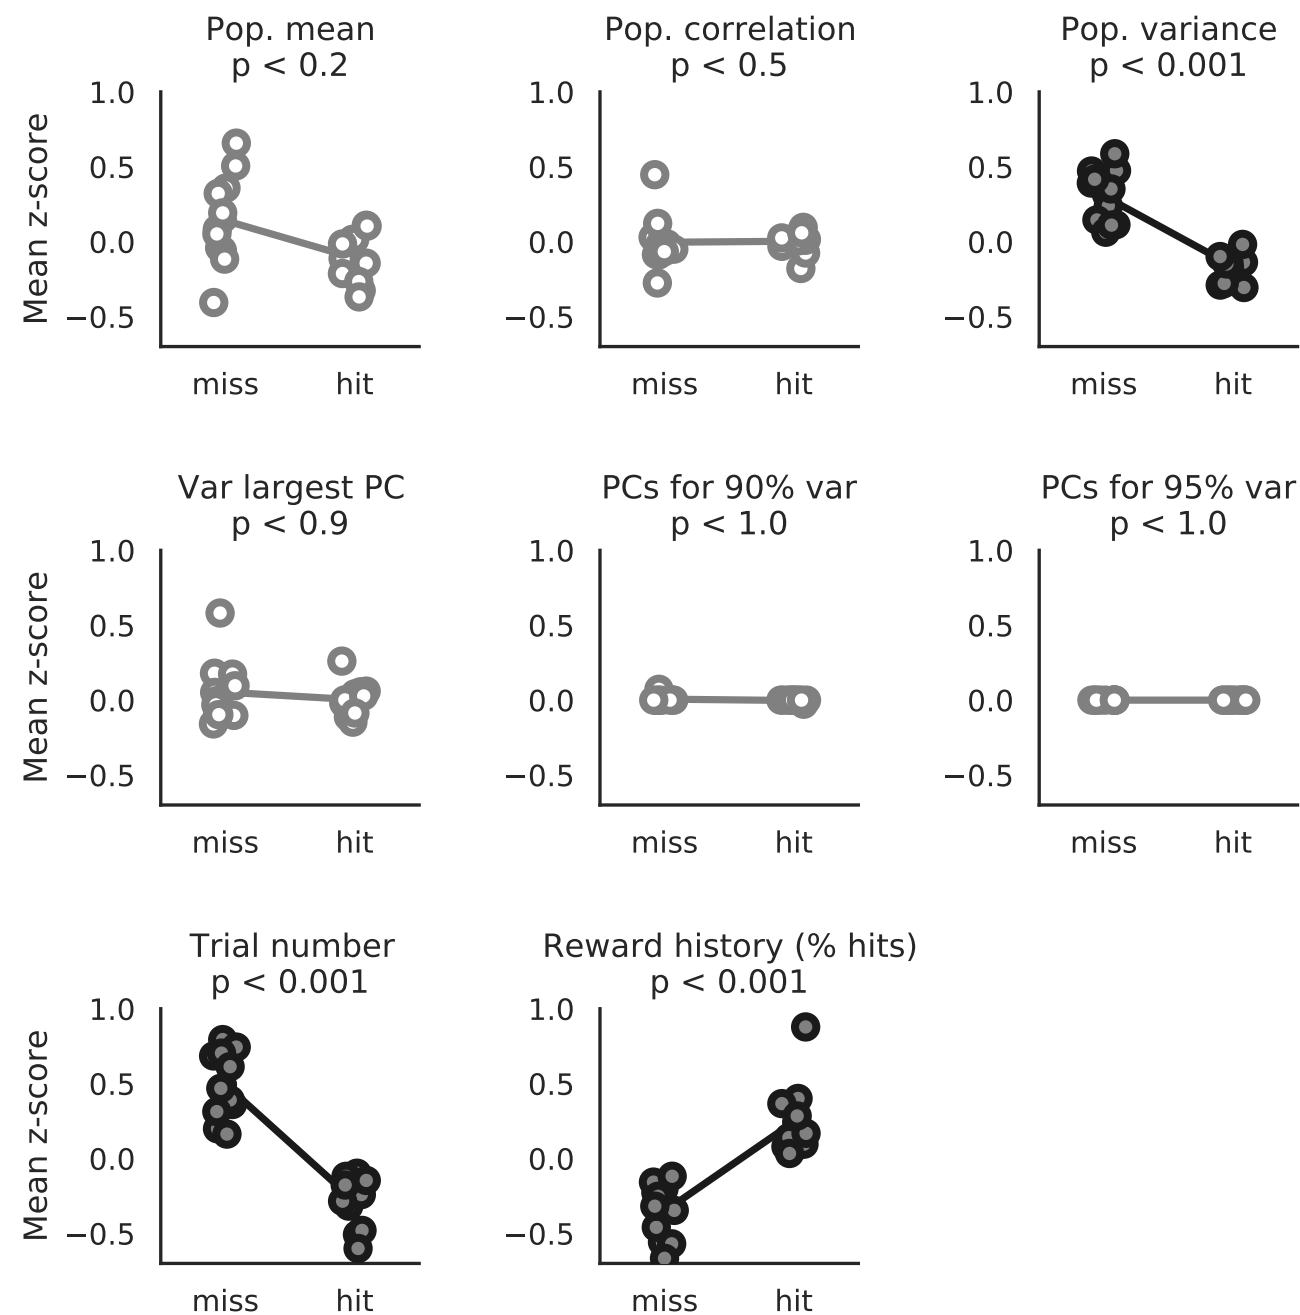 Pop. mean
p < 0.2
Pop. correlation
p < 0.5
Pop. variance
p < 0.001
Mean z-score
1.0
0.5
0.0
−0.5
miss hit
1.0
0.5
0.0
−0.5
miss hit
1.0
0.5
0.0
−0.5
miss hit
Var largest PC
p < 0.9
PCs for 90% var
p < 1.0
PCs for 95% var
p < 1.0
Mean z-score
1.0
0.5
0.0
−0.5
miss hit
1.0
0.5
0.0
−0.5
miss hit
1.0
0.5
0.0
−0.5
miss hit
Trial number
p < 0.001
Reward history (% hits)
p < 0.001
Mean z-score
1.0
0.5
0.0
−0.5
miss hit
1.0
0.5
0.0
−0.5
miss hit